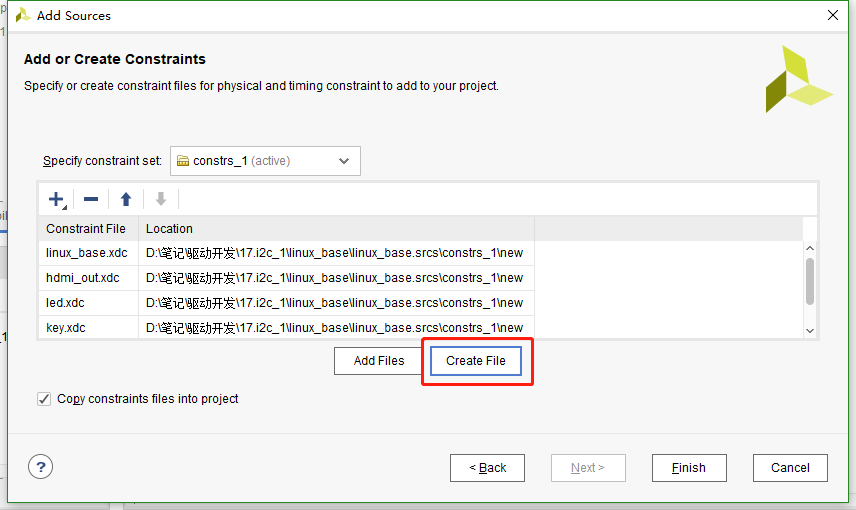 Add Sources
Add or Create Constraints
Specify or create constraint files for physical and timing constraint to add to your project.
Specify constraint set: constrs_1 (active)
Constraint File Location
linux_base.xdc D:\笔记\驱动开发\17.i2c_1\linux_base\linux_base.srcs\constrs_1\new
hdmi_out.xdc D:\笔记\驱动开发\17.i2c_1\linux_base\linux_base.srcs\constrs_1\new
led.xdc D:\笔记\驱动开发\17.i2c_1\linux_base\linux_base.srcs\constrs_1\new
key.xdc D:\笔记\驱动开发\17.i2c_1\linux_base\linux_base.srcs\constrs_1\new
Add Files Create File
Copy constraints files into project
? < Back Next > Finish Cancel